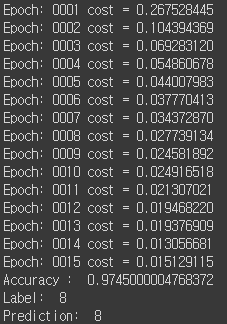 Epoch: 0001 cost = 0.267528445
Epoch: 0002 cost = 0.104394369
Epoch: 0003 cost = 0.069283120
Epoch: 0004 cost = 0.054860678
Epoch: 0005 cost = 0.044007983
Epoch: 0006 cost = 0.037770413
Epoch: 0007 cost = 0.034372870
Epoch: 0008 cost = 0.027739134
Epoch: 0009 cost = 0.024581892
Epoch: 0010 cost = 0.024916518
Epoch: 0011 cost = 0.021307021
Epoch: 0012 cost = 0.019468220
Epoch: 0013 cost = 0.019376909
Epoch: 0014 cost = 0.013056681
Epoch: 0015 cost = 0.015129115
Accuracy :  0.9745000004768372
Label:  8
Prediction:  8